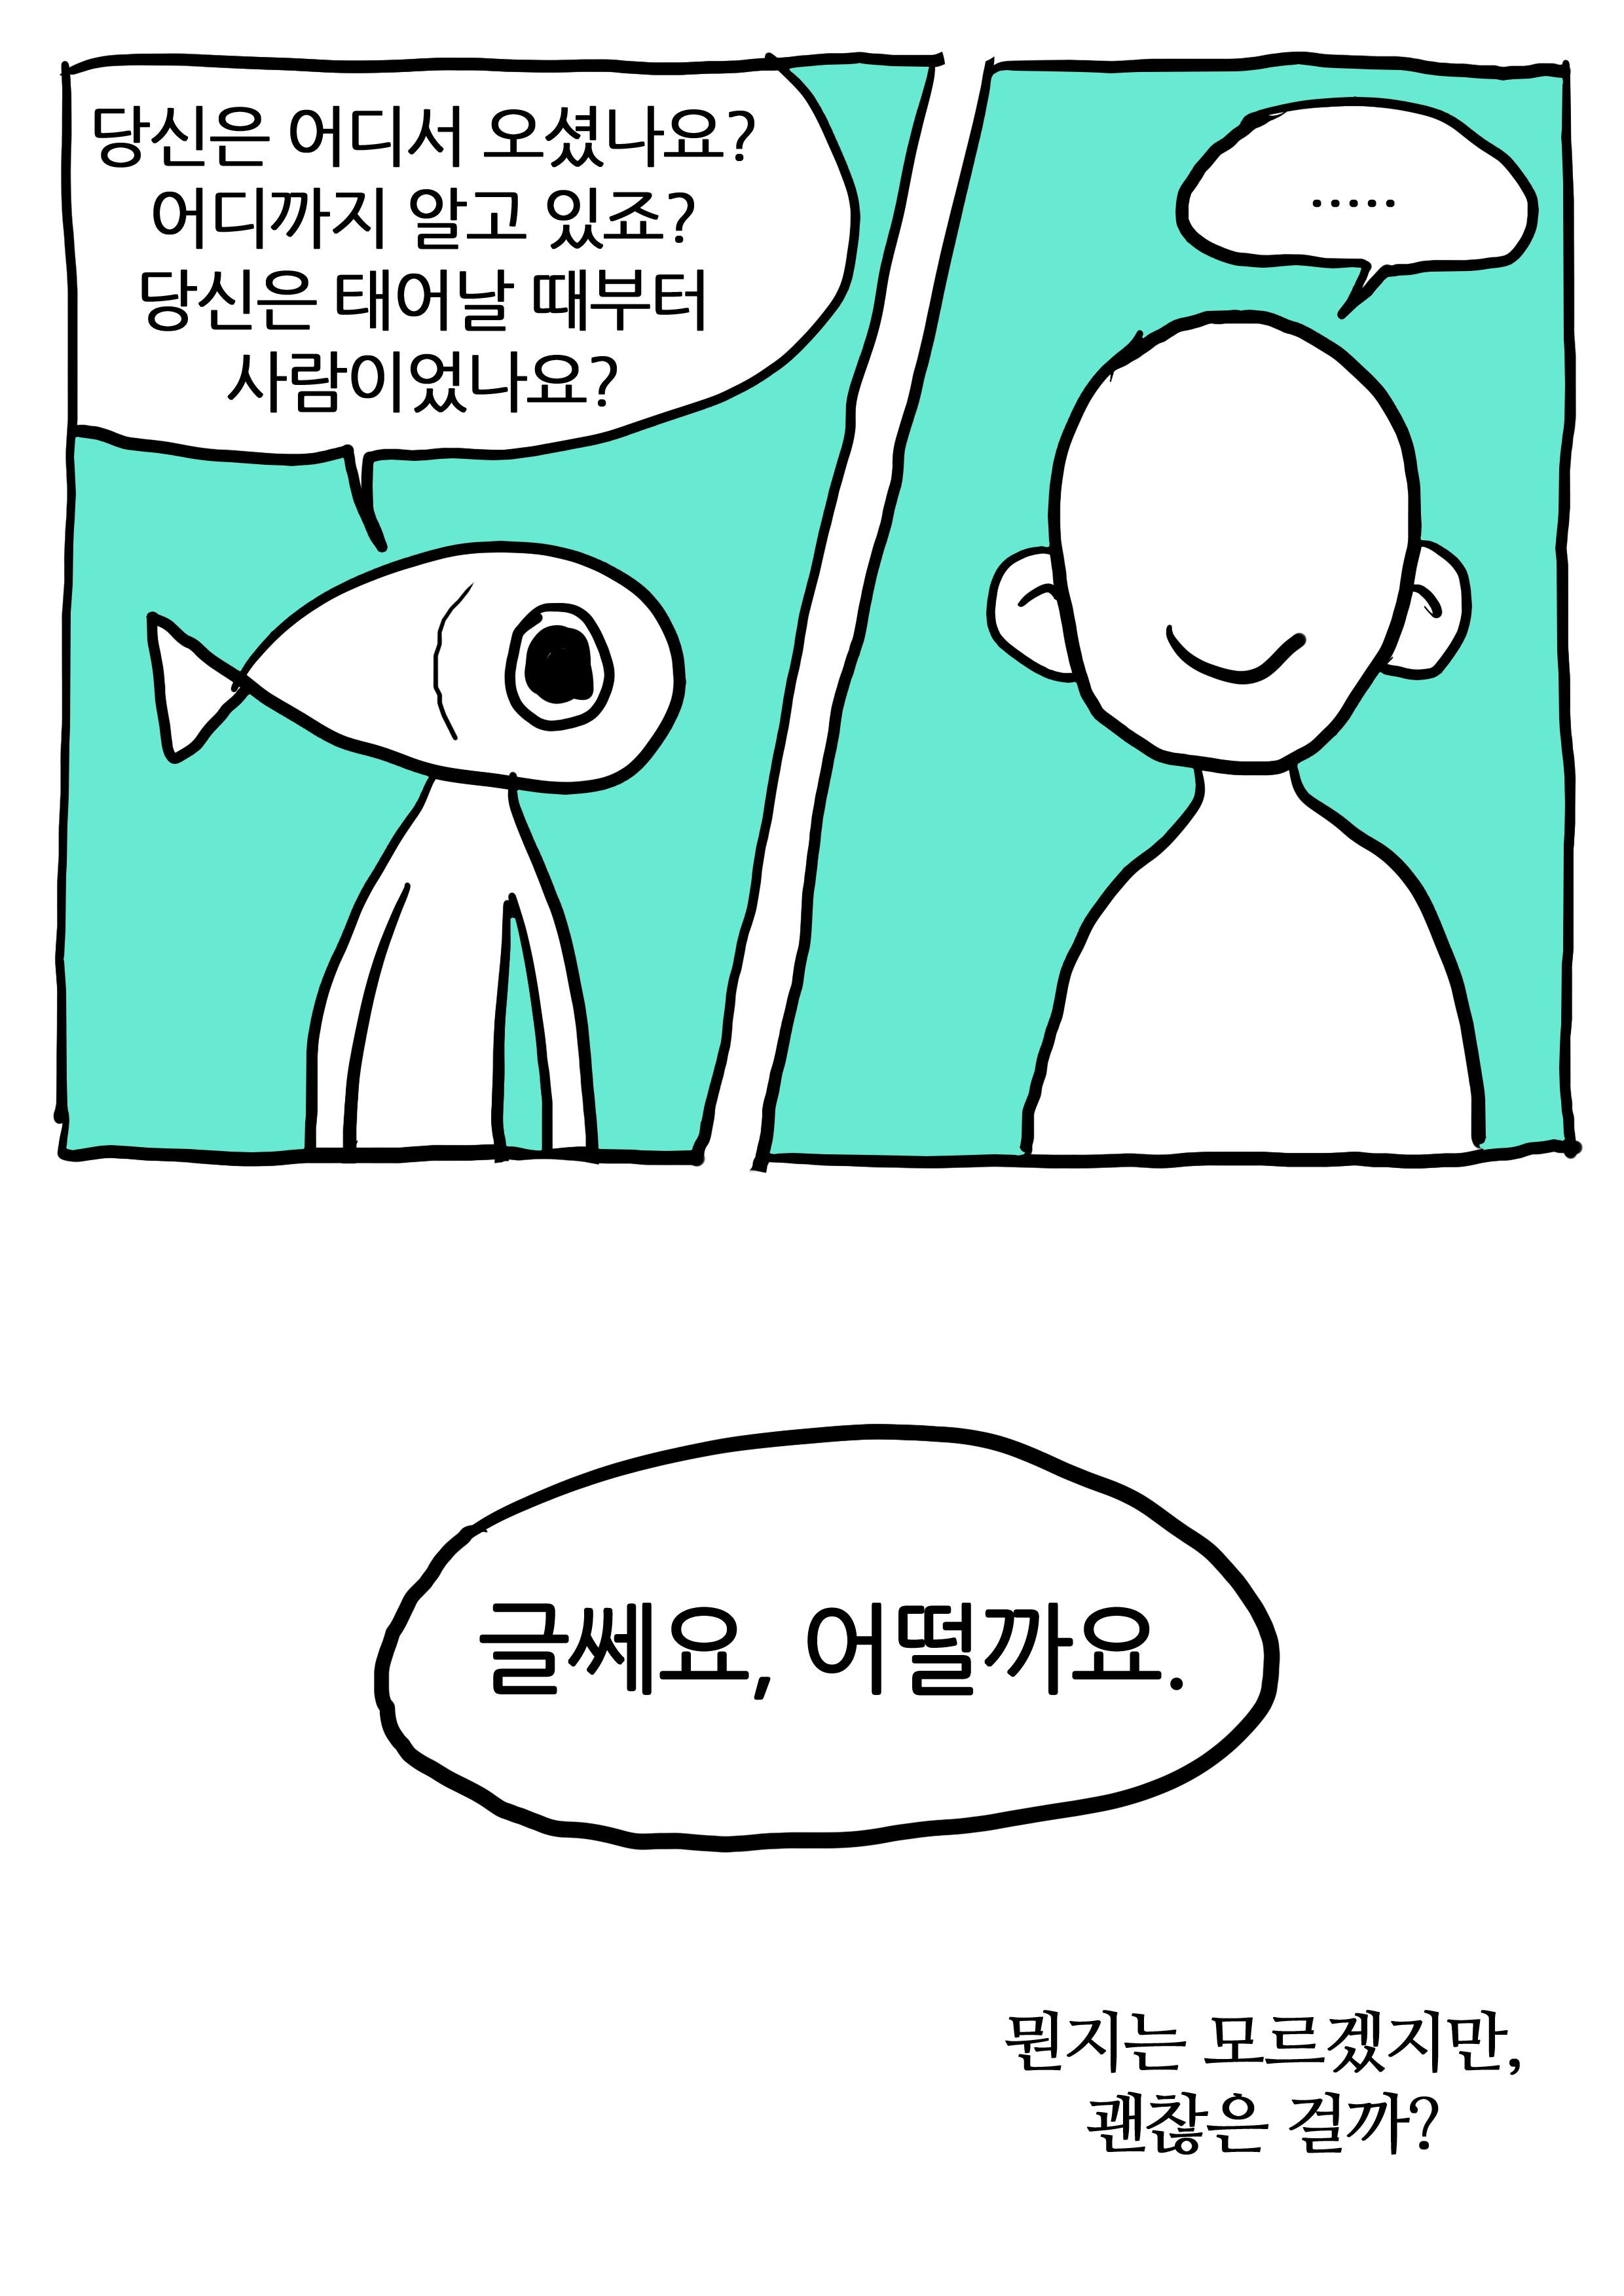 당신은 어디서 오셨나요?
어디까지 알고 있죠?
당신은 태어날 때부터
사람이었나요?
.....
글쎄요, 어떨까요.
뭔지는 모르겠지만,
괜찮은 걸까?